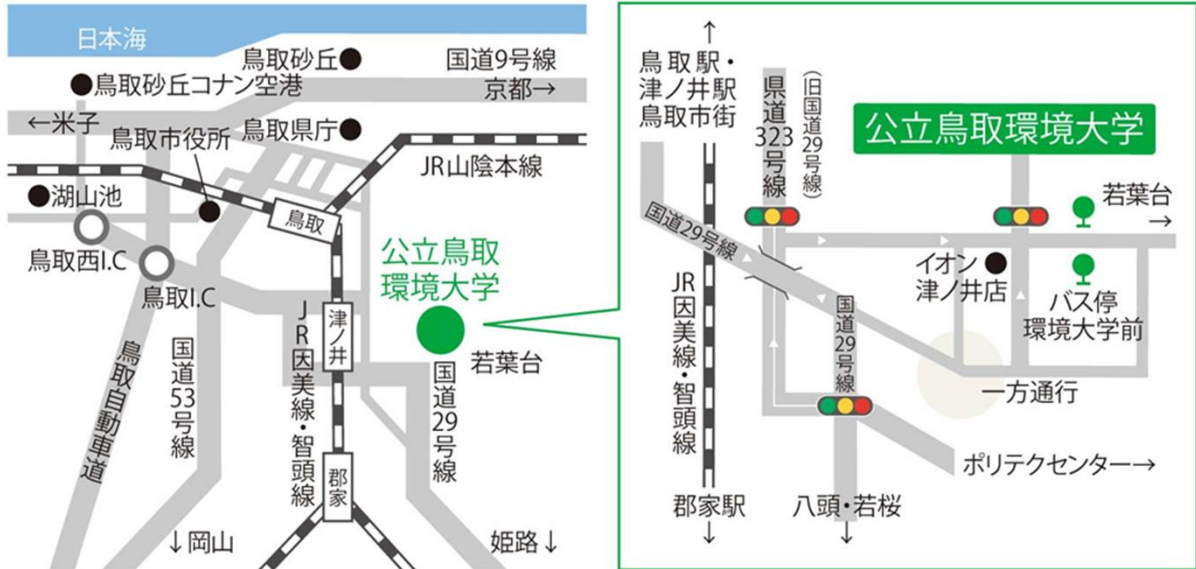 日本海
鳥取砂丘
国道9号線
京都→
鳥取砂丘コナン空港
←米子
鳥取市役所
鳥取県庁
JR山陰本線
湖山池
鳥取
鳥取西I.C
鳥取I.C
公立鳥取
環境大学
津ノ井
若葉台
JR因美線・智頭線
国道53号線
鳥取自動車道
国道29号線
郡家
↓岡山
姫路↓
↑
鳥取駅・
津ノ井駅
鳥取市街
県道323号線
(旧国道29号線)
公立鳥取環境大学
若葉台
→
国道29号線
イオン
津ノ井店
バス停
環境大学前
JR因美線・智頭線
国道29号線
一方通行
ポリテクセンター→
郡家駅
↓
八頭・若桜
↓